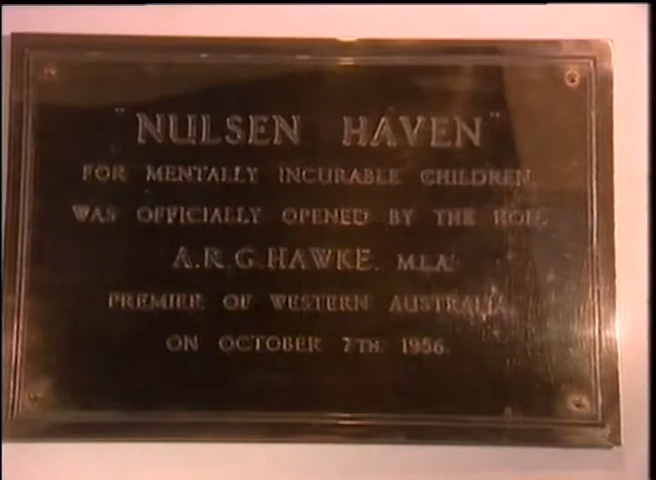 "NULSEN HAVEN"
FOR MENTALLY INCURABLE CHILDREN
WAS OFFICIALLY OPENED BY THE HON.
A.R.G. HAWKE. M.L.A.
PREMIER OF WESTERN AUSTRALIA
ON OCTOBER 7TH. 1956.